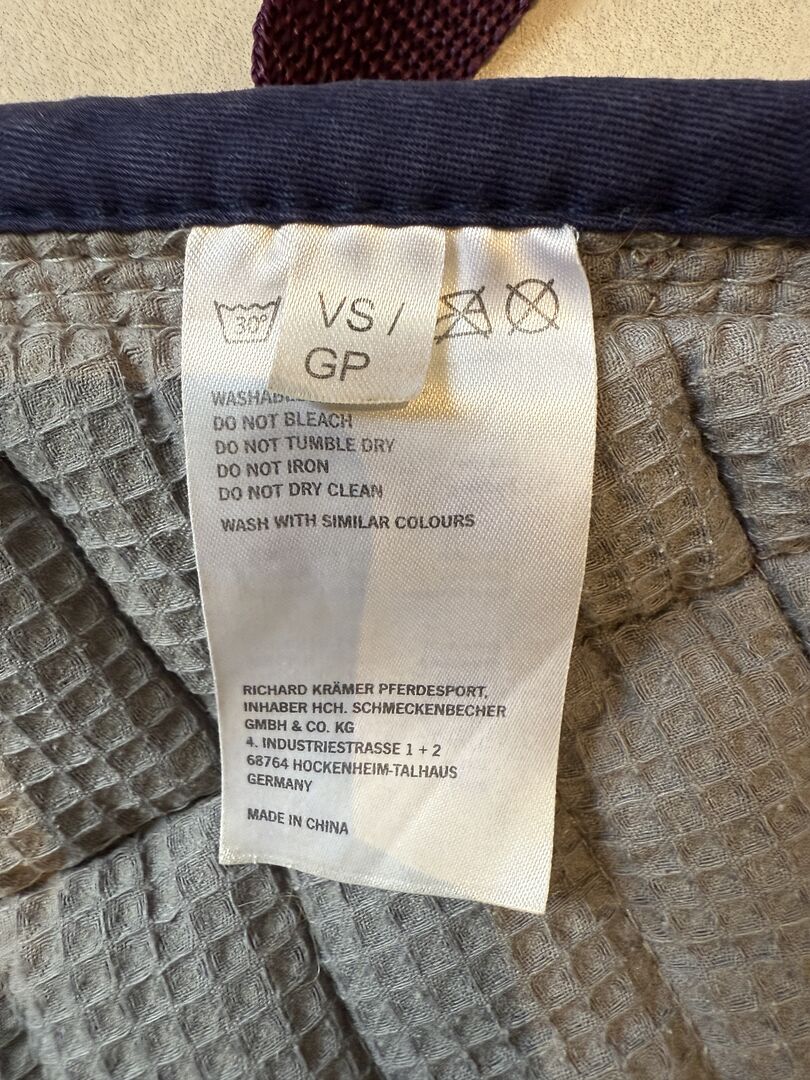 30°
VS /
GP
DO NOT BLEACH
DO NOT TUMBLE DRY
DO NOT IRON
DO NOT DRY CLEAN
WASH WITH SIMILAR COLOURS
RICHARD KRÄMER PFERDESPORT,
INHABER HCH. SCHMECKENBECHER
GMBH & CO. KG
4. INDUSTRIESTRASSE 1 + 2
68764 HOCKENHEIM-TALHAUS
GERMANY
MADE IN CHINA